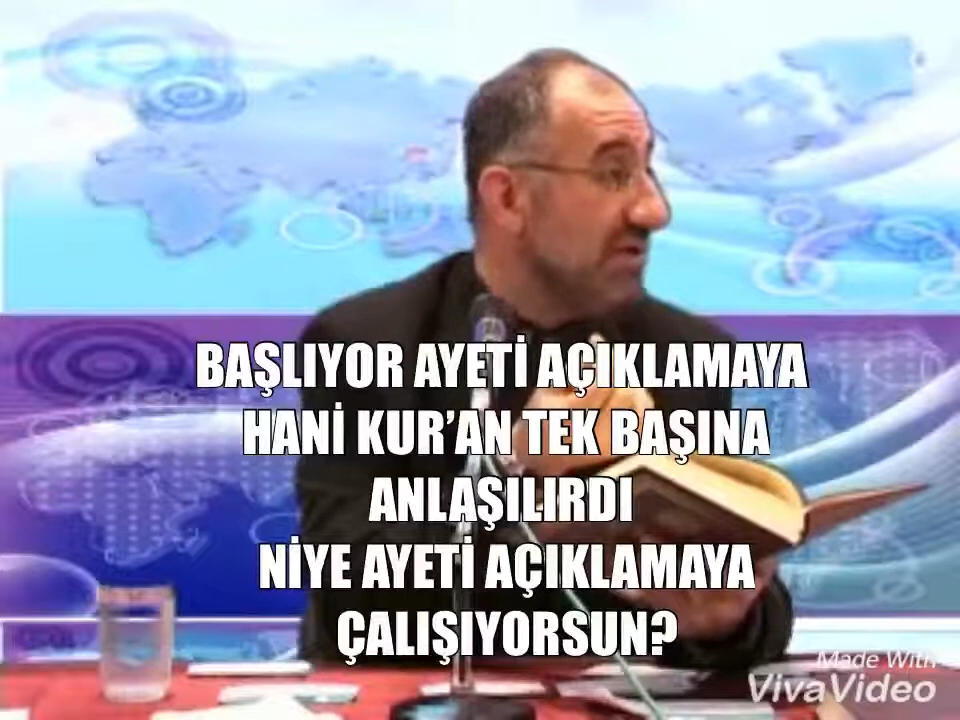 BAŞLIYOR AYETİ AÇIKLAMAYA
HANİ KUR'AN TEK BAŞINA
ANLAŞILIRDI
NİYE AYETİ AÇIKLAMAYA
ÇALIŞIYORSUN?
Made With
VivaVideo